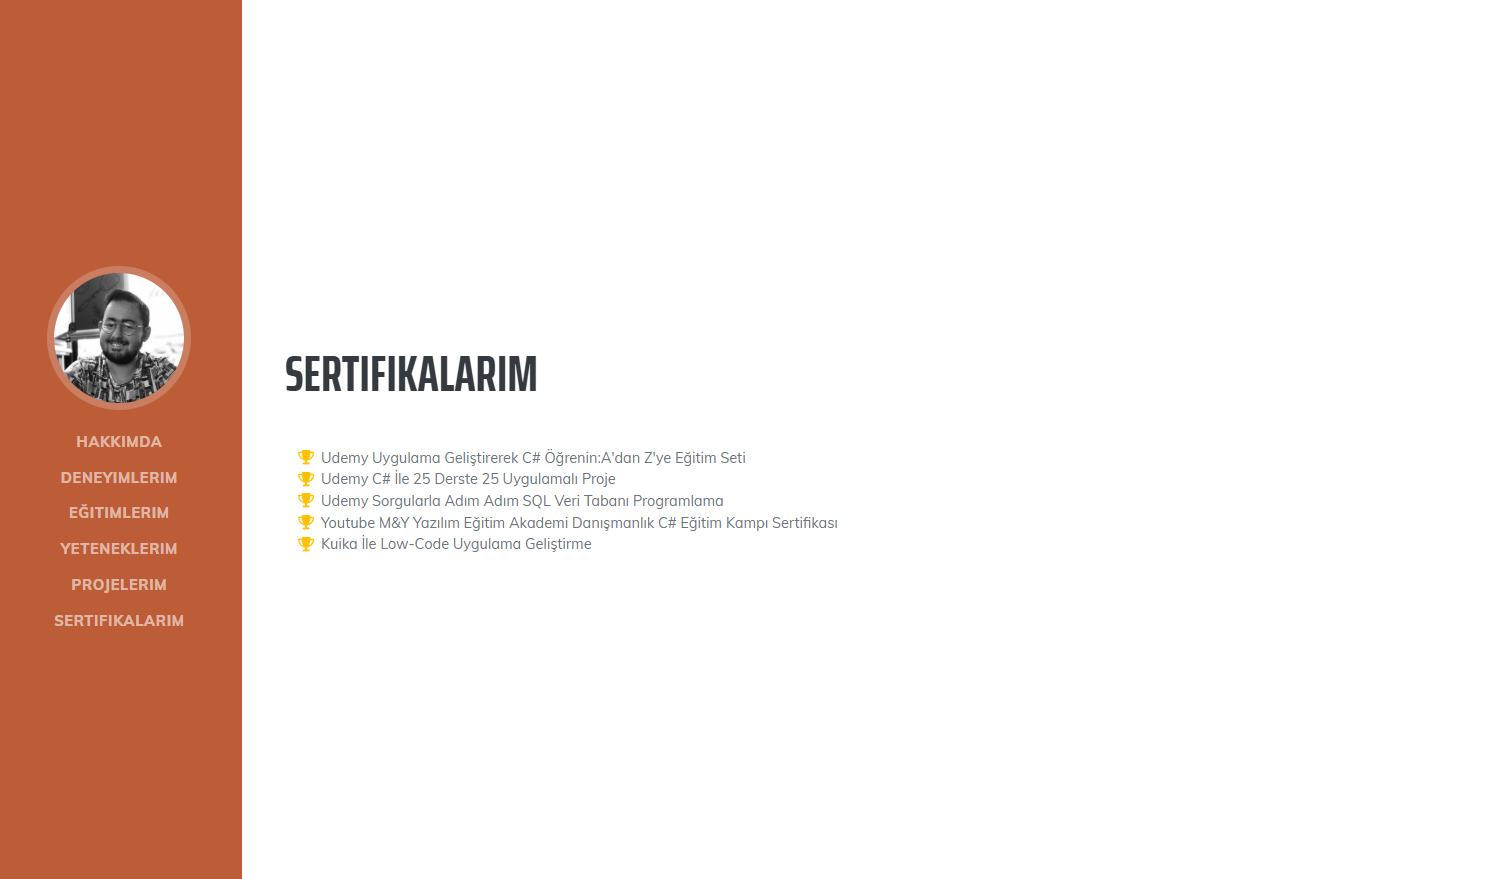 HAKKIMDA
DENEYIMLERIM
EĞITIMLERIM
YETENEKLERIM
PROJELERIM
SERTIFIKALARIM
SERTIFIKALARIM
Udemy Uygulama Geliştirerek C# Öğrenin:A'dan Z'ye Eğitim Seti
Udemy C# İle 25 Derste 25 Uygulamalı Proje
Udemy Sorgularla Adım Adım SQL Veri Tabanı Programlama
Youtube M&Y Yazılım Eğitim Akademi Danışmanlık C# Eğitim Kampı Sertifikası
Kuika İle Low-Code Uygulama Geliştirme